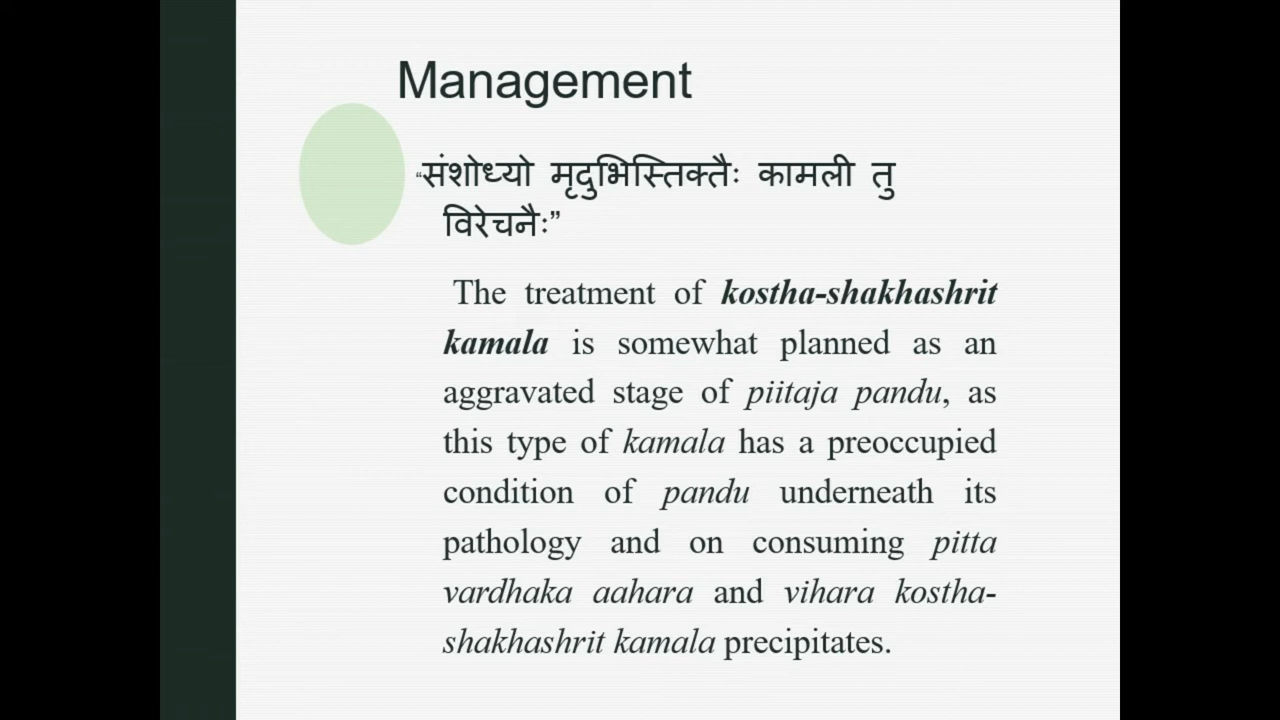 Management
“संशोध्यो मृदुभिस्तिक्तैः कामली तु
विरेचनैः”
The treatment of kostha-shakhashrit
kamala is somewhat planned as an
aggravated stage of piitaja pandu, as
this type of kamala has a preoccupied
condition of pandu underneath its
pathology and on consuming pitta
vardhaka aahara and vihara kostha-
shakhashrit kamala precipitates.